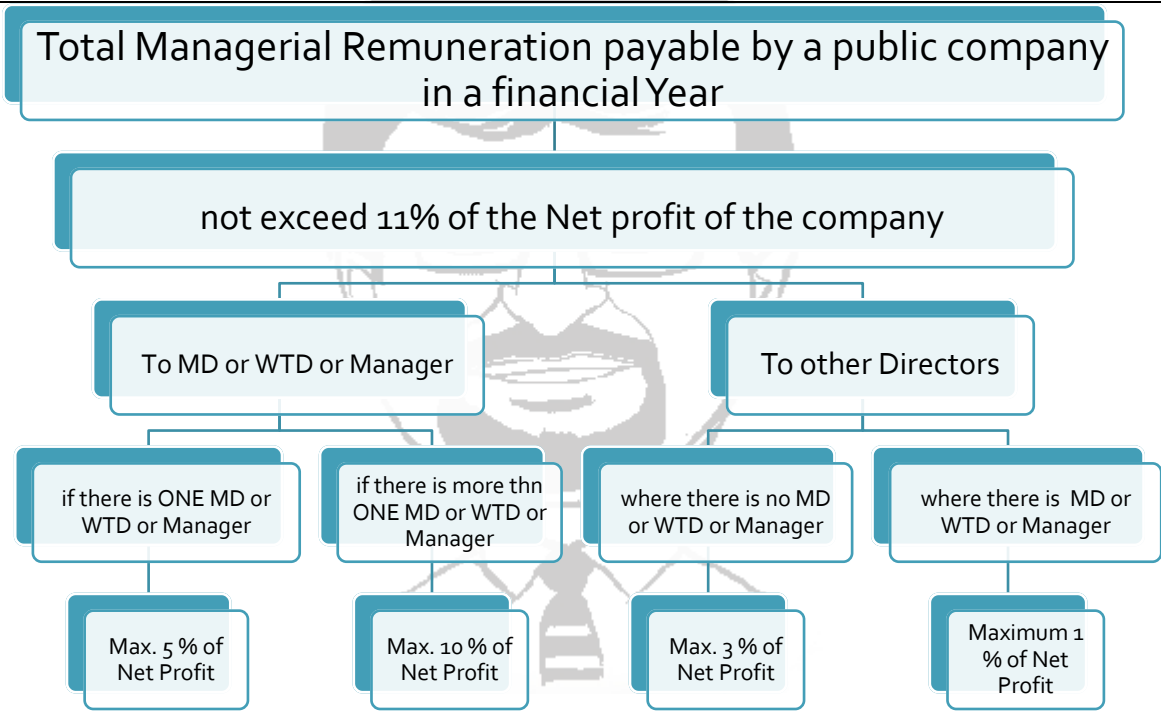 Total Managerial Remuneration payable by a public company
in a financial Year
not exceed 11% of the Net profit of the company
To MD or WTD or Manager
To other Directors
if there is ONE MD or
WTD or Manager
if there is more thn
ONE MD or WTD or
Manager
where there is no MD
or WTD or Manager
where there is MD or
WTD or Manager
Max. 5 % of
Net Profit
Max. 10 % of
Net Profit
Max. 3 % of
Net Profit
Maximum 1
% of Net
Profit